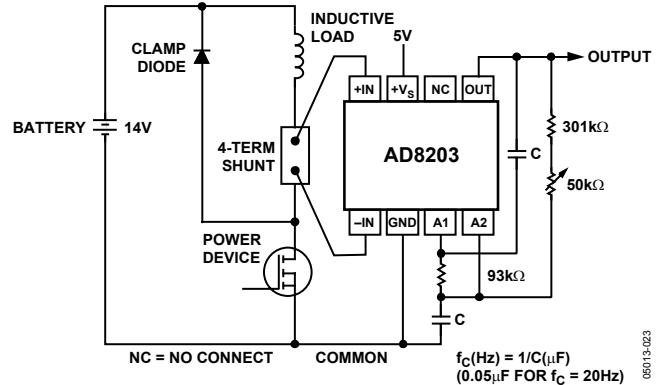 INDUCTIVE
LOAD
CLAMP
DIODE
5V
OUTPUT
+IN
+VS
NC
OUT
301kΩ
BATTERY
14V
4-TERM
SHUNT
AD8203
C
50kΩ
–IN
GND
A1
A2
POWER
DEVICE
93kΩ
C
NC = NO CONNECT
COMMON
fC(Hz) = 1/C(μF)
(0.05μF FOR fC = 20Hz)
05013-023